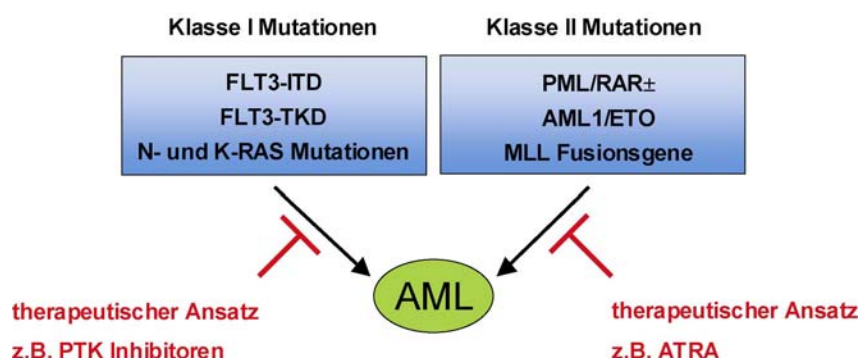 Klasse I Mutationen
FLT3-ITD
FLT3-TKD
N- und K-RAS Mutationen
Klasse II Mutationen
PML/RAR±
AML1/ETO
MLL Fusionsgene
AML
therapeutischer Ansatz
z.B. PTK Inhibitoren
therapeutischer Ansatz
z.B. ATRA